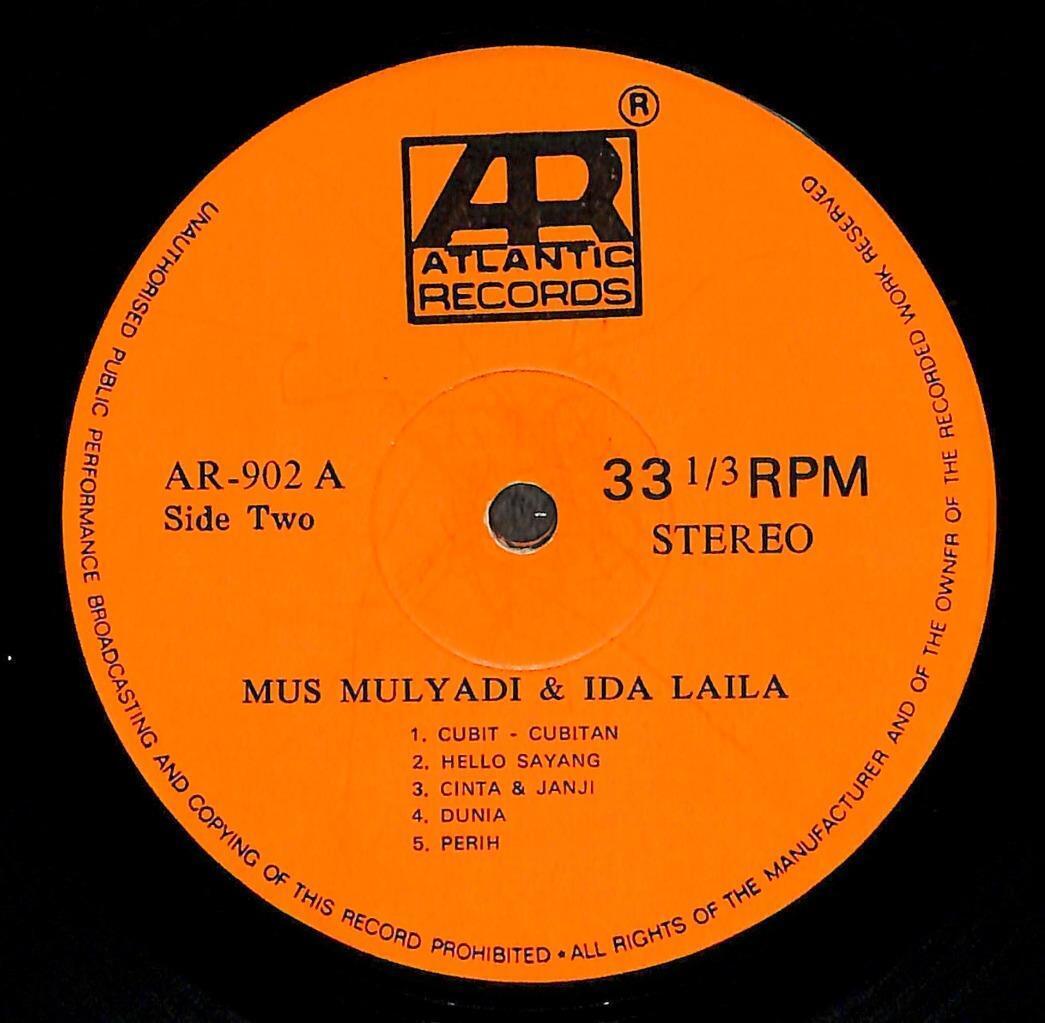 ®
AR
ATLANTIC
RECORDS
AR-902 A
Side Two
33 1/3 RPM
STEREO
MUS MULYADI & IDA LAILA
1. CUBIT - CUBITAN
2. HELLO SAYANG
3. CINTA & JANJI
4. DUNIA
5. PERIH
UNAUTHORISED PUBLIC PERFORMANCE BROADCASTING AND COPYING OF THIS RECORD PROHIBITED * ALL RIGHTS OF THE MANUFACTURER AND OF THE OWNFR OF THE RECORDED WORK RESERVED